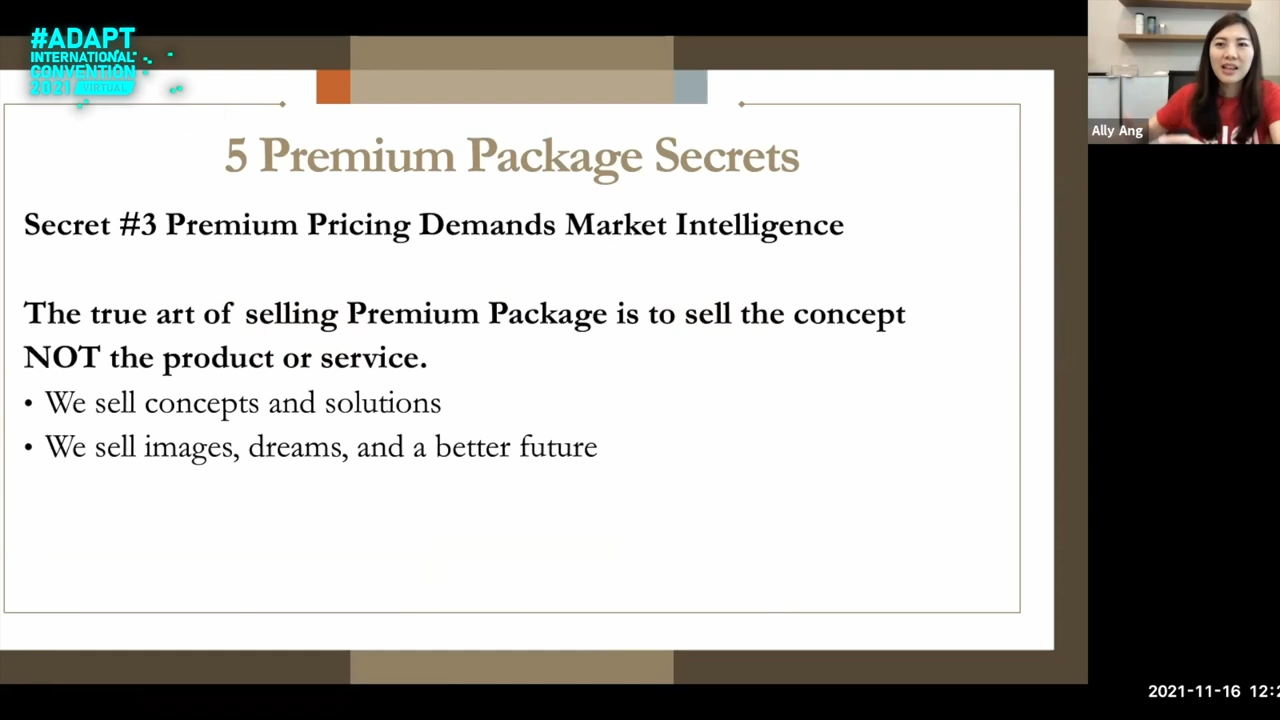 #ADAPT
INTERNATIONAL
CONVENTION
2021 VIRTUAL
5 Premium Package Secrets
Secret #3 Premium Pricing Demands Market Intelligence
The true art of selling Premium Package is to sell the concept
NOT the product or service.
• We sell concepts and solutions
• We sell images, dreams, and a better future
Ally Ang
2021-11-16 12:2